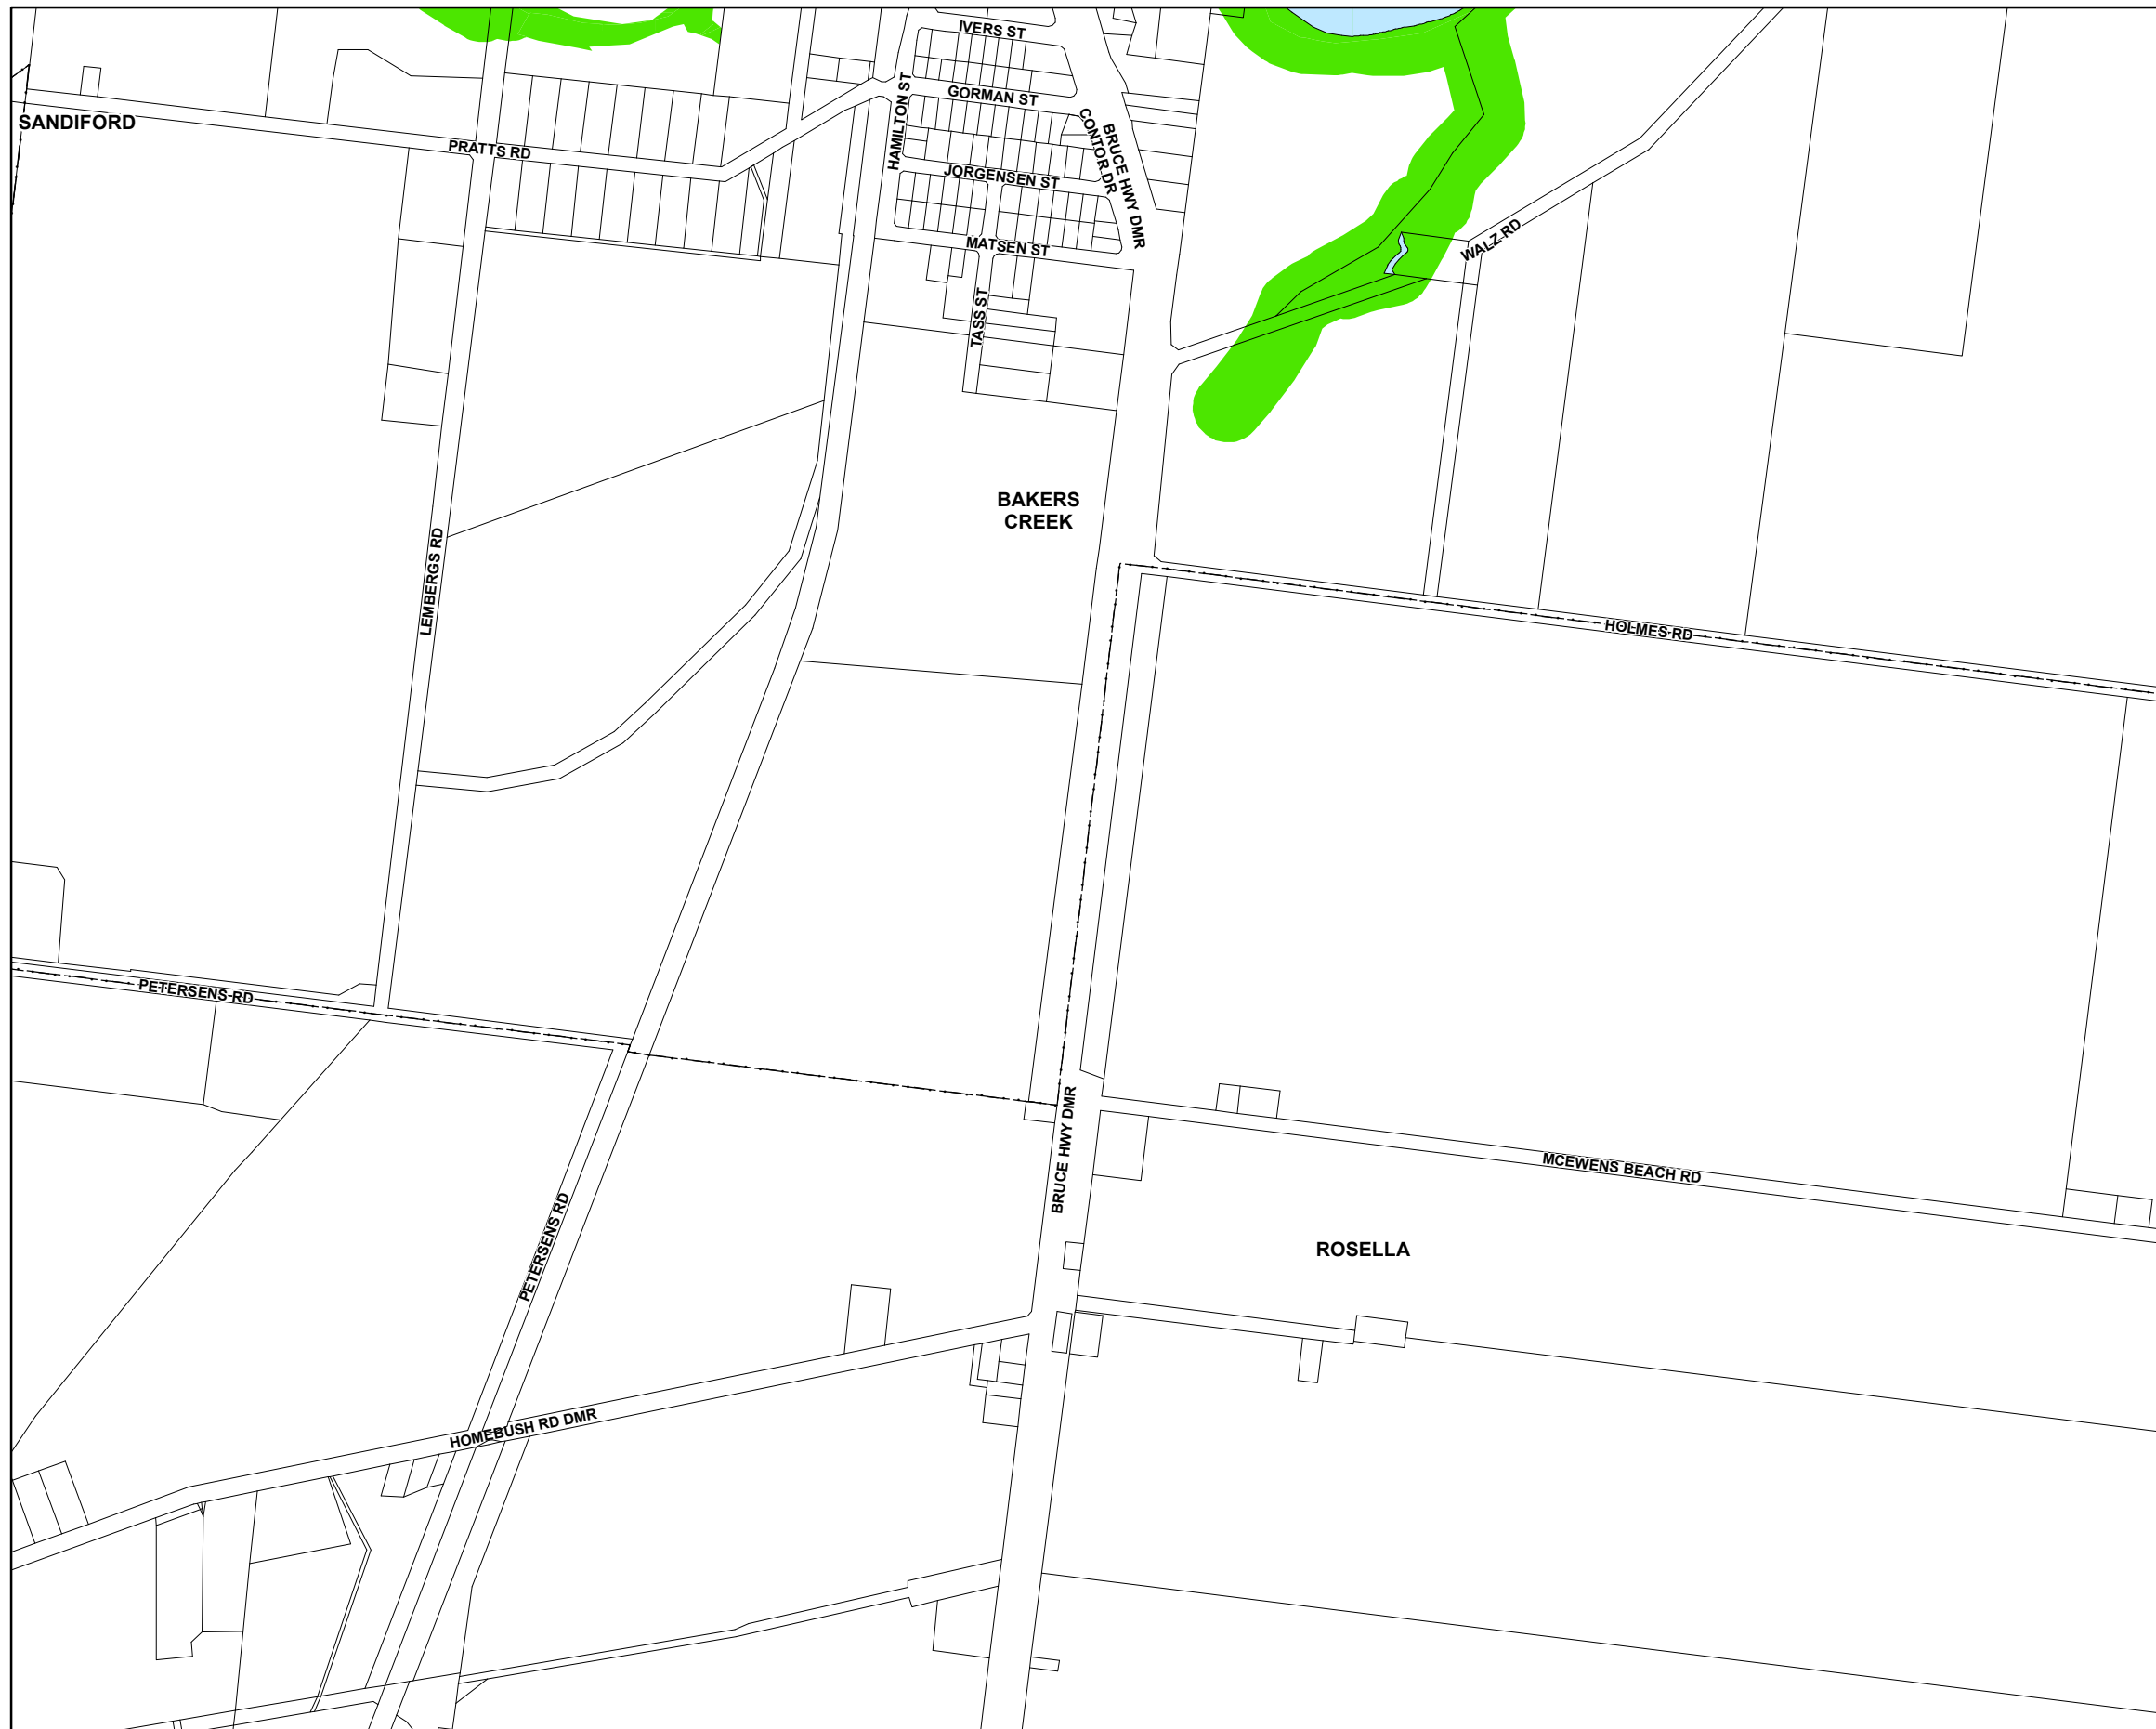 IVERS ST
GORMAN ST
HAMILTON ST
SANDIFORD
PRATTS RD
CONTOR DR
BRUCE HWY DMR
JORGENSEN ST
MATSEN ST
WALZ RD
TASS ST
BAKERS
CREEK
LEMBERGS RD
HOLMES RD
PETERSENS RD
BRUCE HWY DMR
MCEWENS BEACH RD
PETERSENS RD
ROSELLA
HOMEBUSH RD DMR